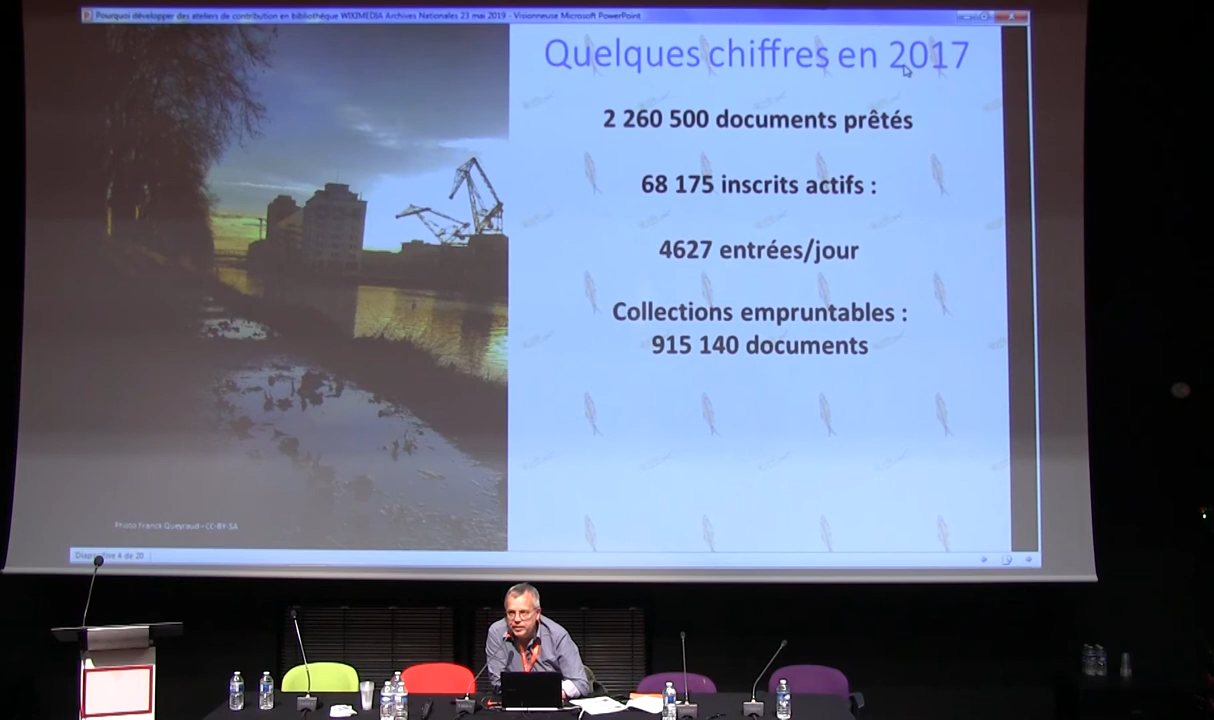 Pourquoi développer des ateliers de contribution en bibliothèque WIKIMEDIA Archives Nationales 23 mai 2019 - Visionneuse Microsoft PowerPoint
Quelques chiffres en 2017
2 260 500 documents prêtés
68 175 inscrits actifs :
4627 entrées/jour
Collections empruntables :
915 140 documents
Photo Franck Queyraud - CC-BY-SA
Diapositive 4 de 20